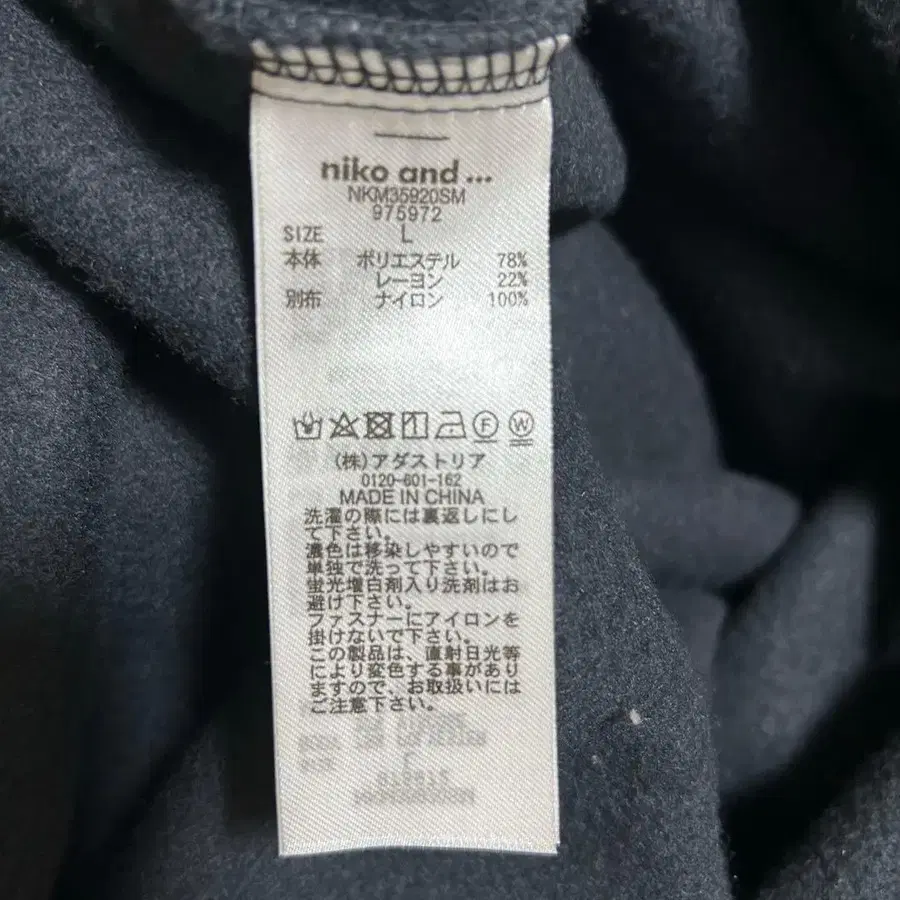 niko and ...
NKM35920SM
975972
SIZE L
本体 ポリエステル 78%
レーヨン 22%
別布 ナイロン 100%
F W
(株)アダストリア
0120-601-162
MADE IN CHINA
洗濯の際には裏返しにし
て下さい。
濃色は移染しやすいので
単独で洗って下さい。
蛍光増白剤入り洗剤はお
避け下さい。
ファスナーにアイロンを
掛けないで下さい。
この製品は、直射日光等
により変色する事があり
ますので、お取扱いには
ご注意下さい。